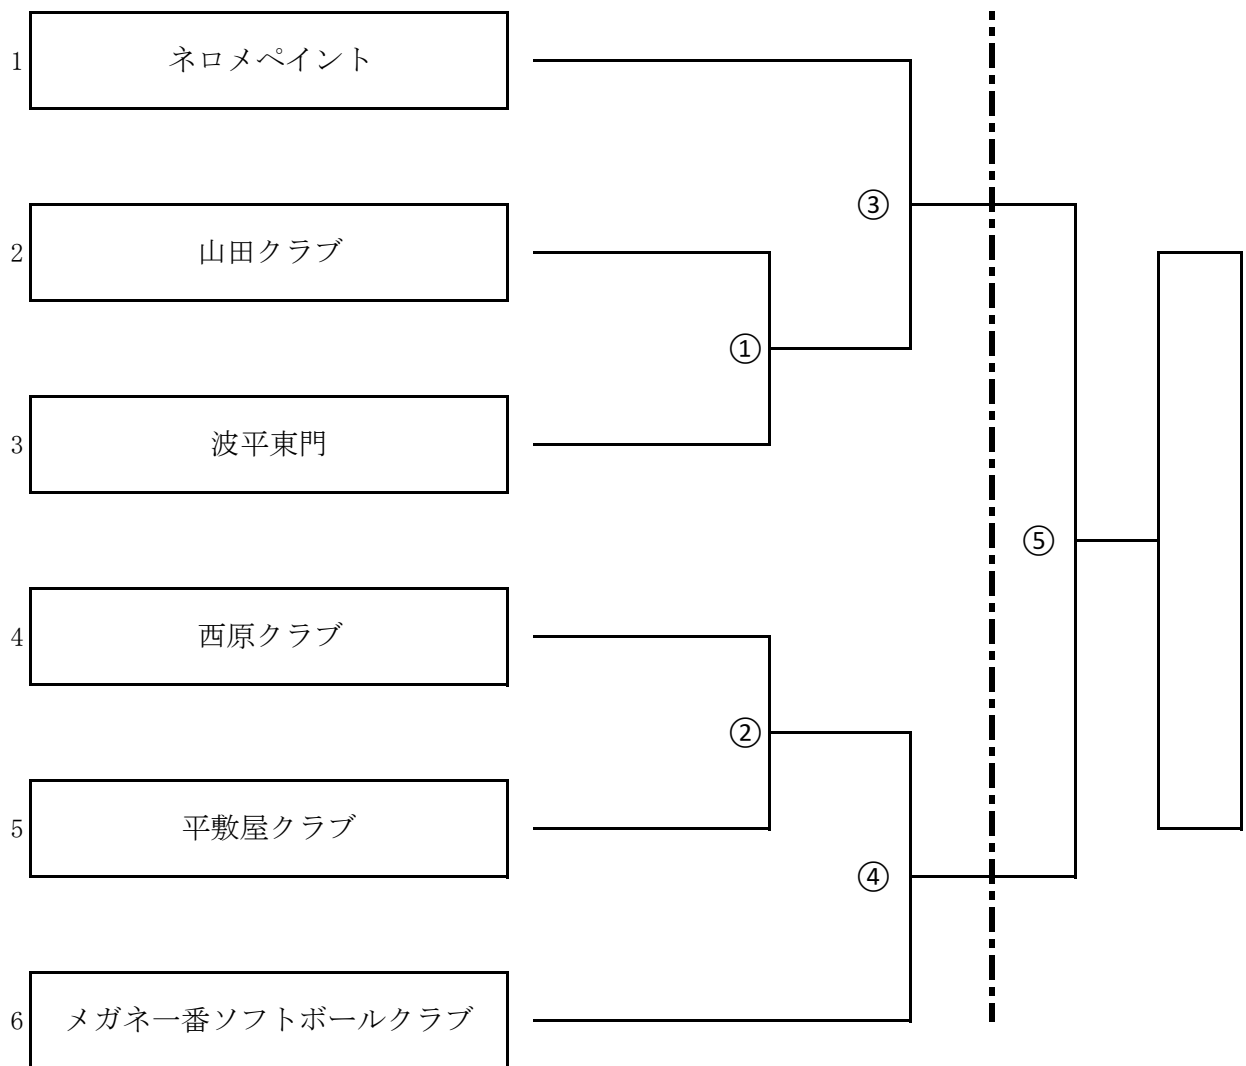 1 ネロメペイント
③
2 山田クラブ
①
3 波平東門
⑤
4 西原クラブ
②
5 平敷屋クラブ
④
6 メガネ一番ソフトボールクラブ